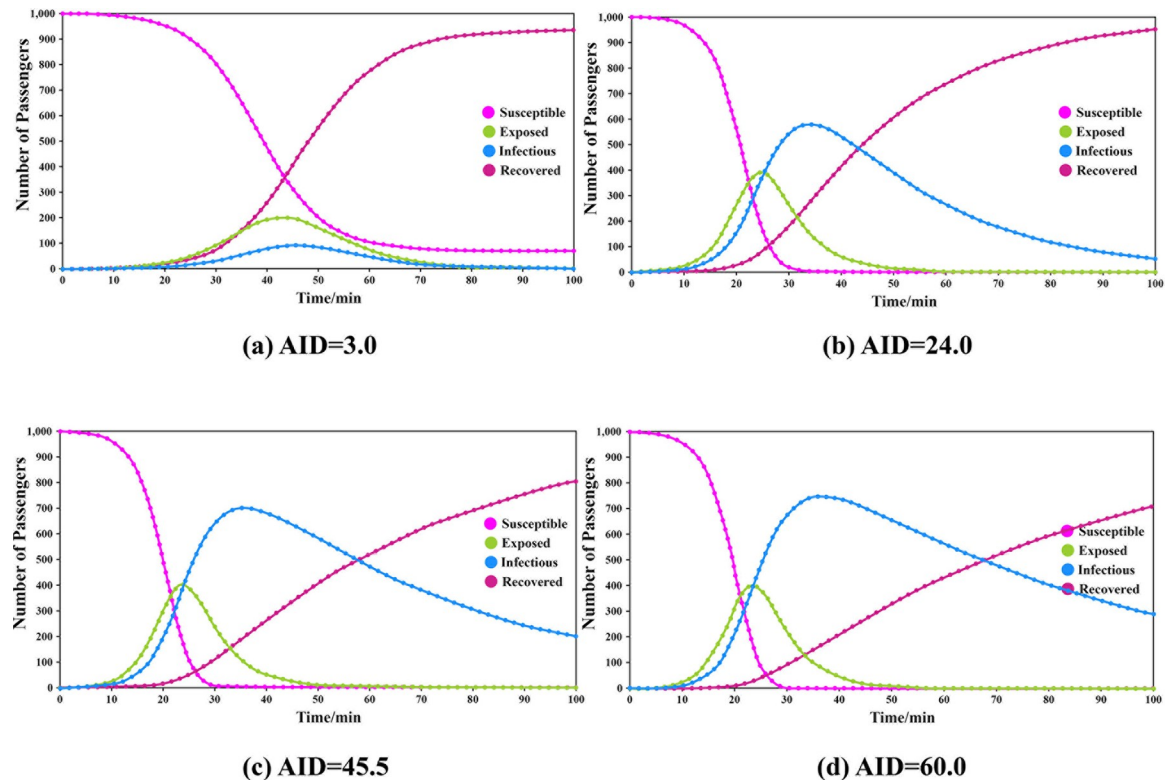 1,000
900
800
700
600
500
400
300
200
100
0
Number of Passengers
Susceptible
Exposed
Infectious
Recovered
0 10 20 30 40 50 60 70 80 90 100
Time/min
(a) AID=3.0
1,000
900
800
700
600
500
400
300
200
100
0
Number of Passengers
Susceptible
Exposed
Infectious
Recovered
0 10 20 30 40 50 60 70 80 90 100
Time/min
(b) AID=24.0
1,000
900
800
700
600
500
400
300
200
100
0
Number of Passengers
Susceptible
Exposed
Infectious
Recovered
0 10 20 30 40 50 60 70 80 90 100
Time/min
(c) AID=45.5
1,000
900
800
700
600
500
400
300
200
100
0
Number of Passengers
Susceptible
Exposed
Infectious
Recovered
0 10 20 30 40 50 60 70 80 90 100
Time/min
(d) AID=60.0